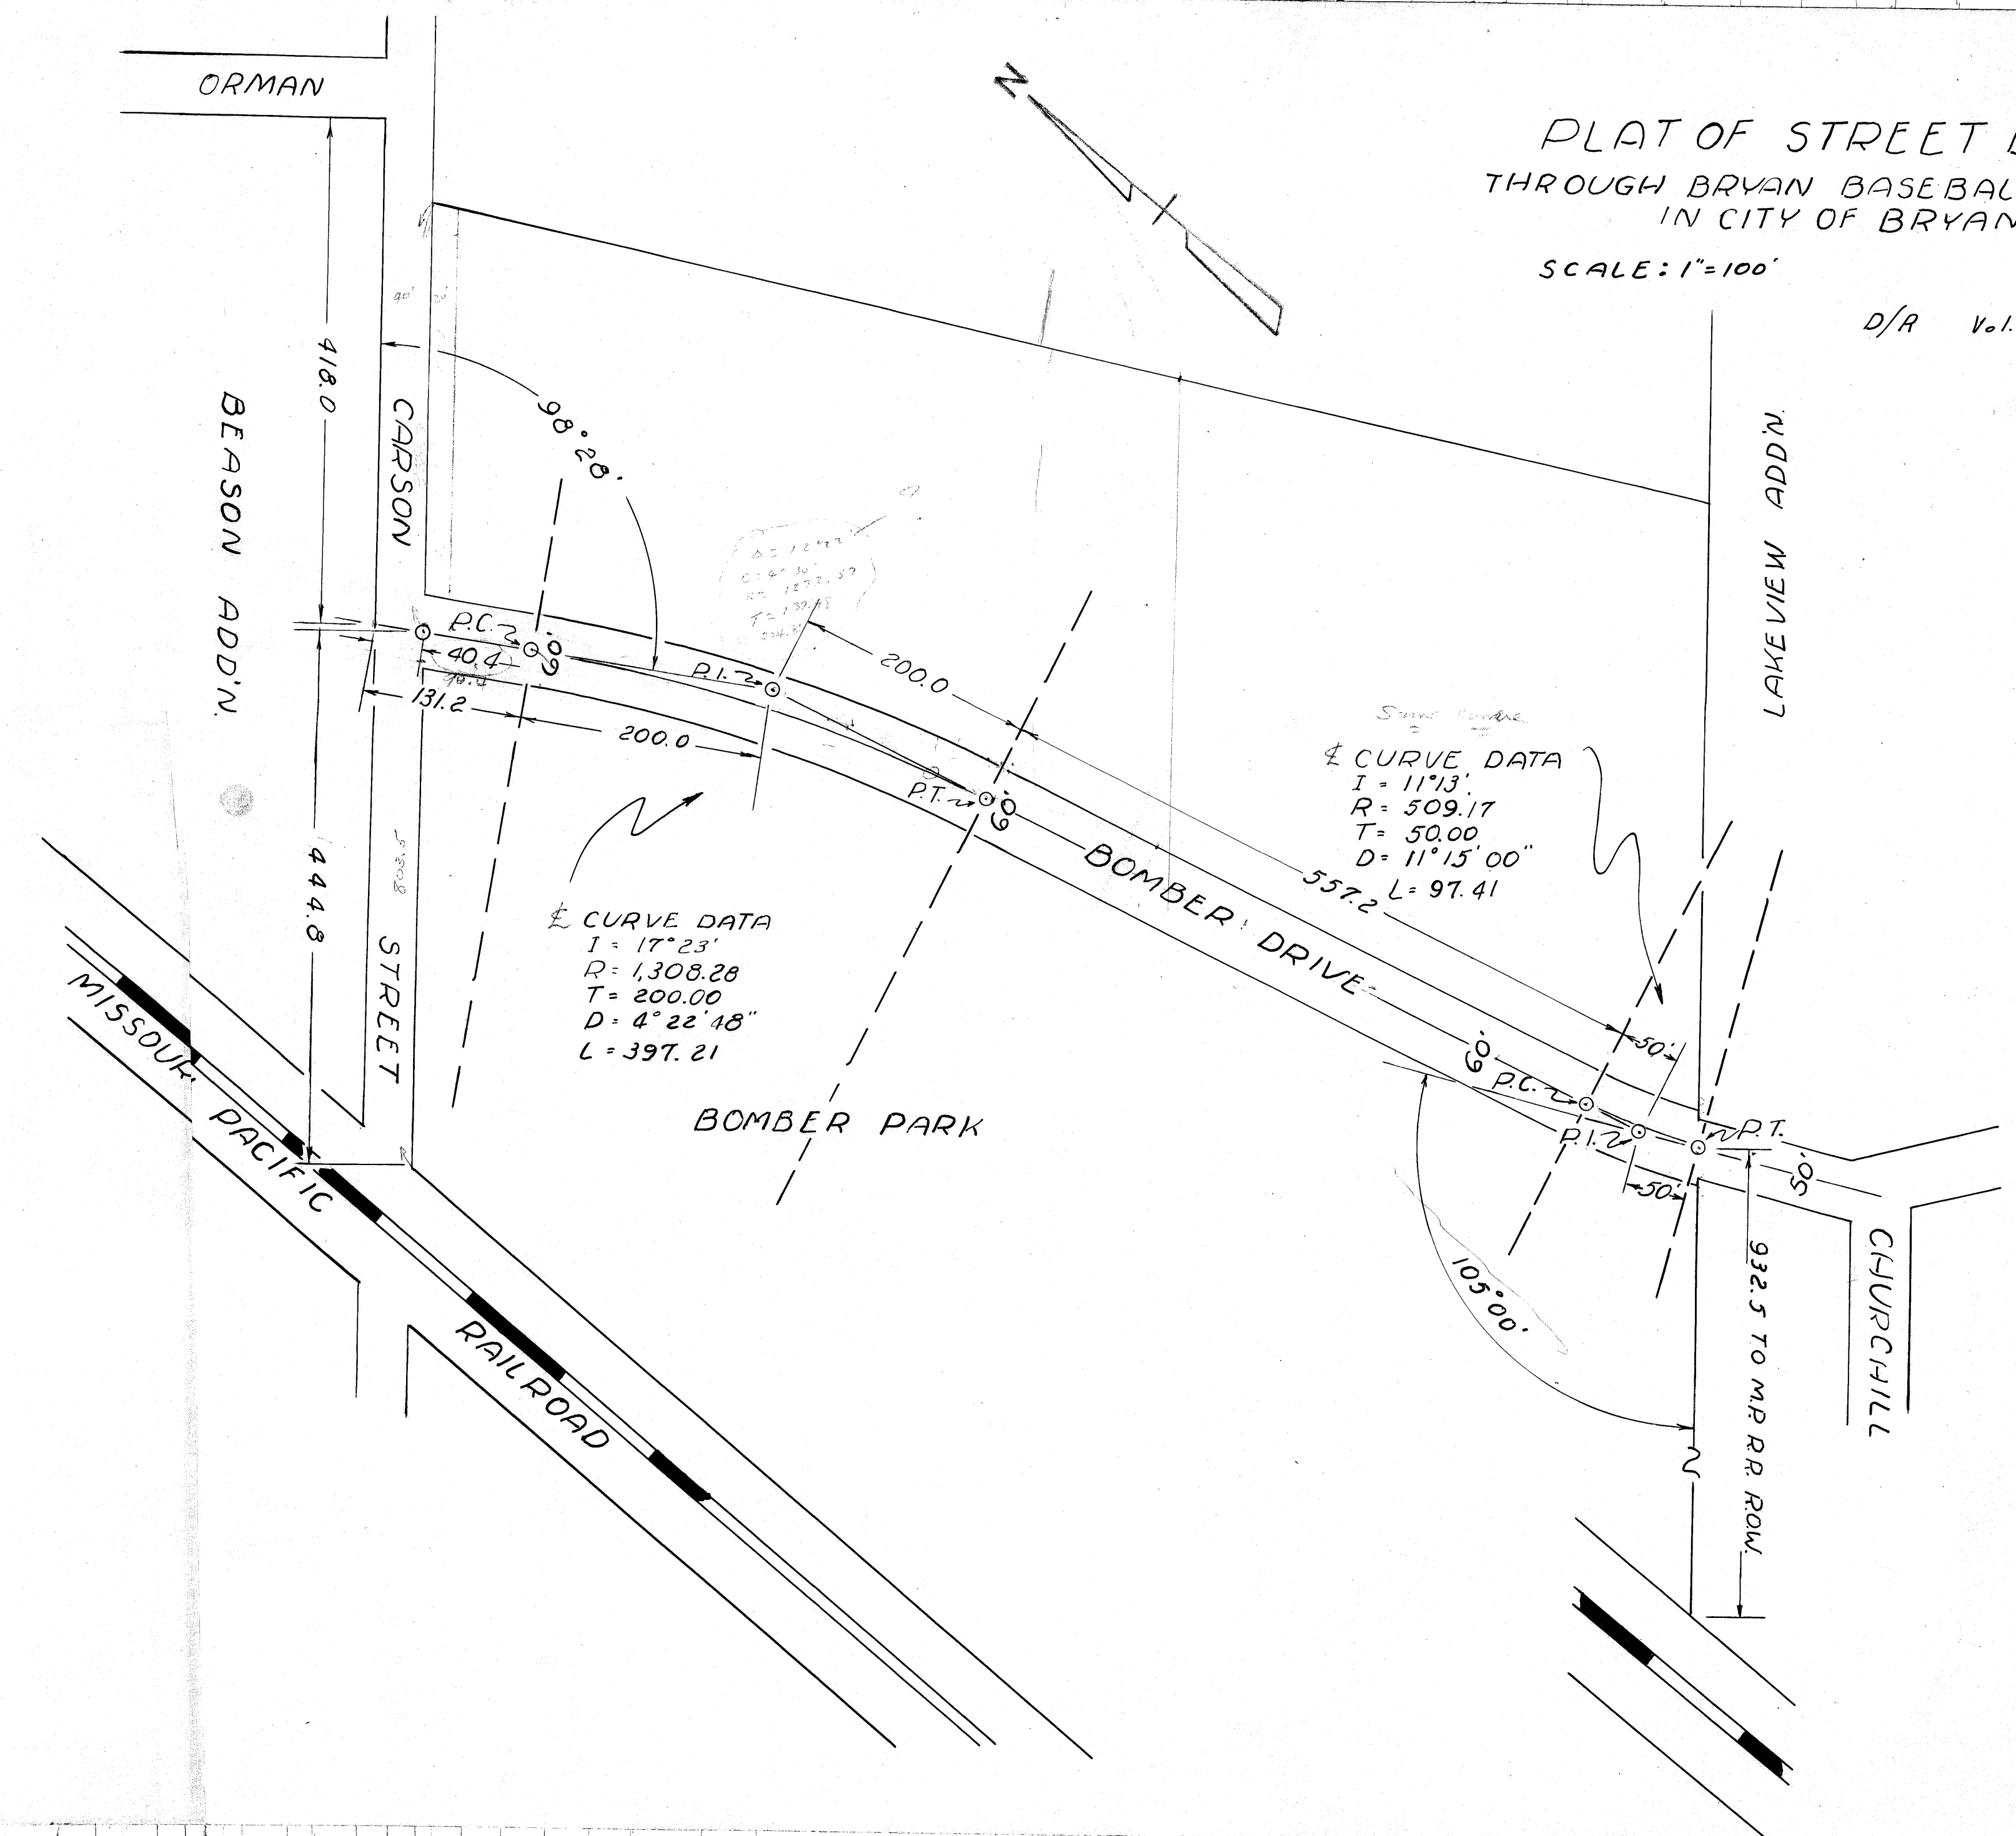 ORMAN
N
PLAT OF STREET
THROUGH BRYAN BASEBAL
IN CITY OF BRYAN
SCALE: 1"=100'
D/R Vol.
90' 20'
418.0
CARSON
BEASON ADD'N.
98°28'
LAKEVIEW ADD'N.
P.C.
40.4
60'
131.2
200.0
P.I.
200.0
P.T.
60'
BOMBER DRIVE
557.2
₵ CURVE DATA
I = 11°13'
R = 509.17
T = 50.00
D = 11°15'00"
L = 97.41
444.8
STREET
₵ CURVE DATA
I = 17°23'
R = 1,308.28
T = 200.00
D = 4°22'48"
L = 397.21
BOMBER PARK
60'
P.C.
50'
P.I.
P.T.
50'
50'
105°00'
932.5 TO M.P. R.R. R.O.W.
CHURCHILL
MISSOURI PACIFIC
RAILROAD